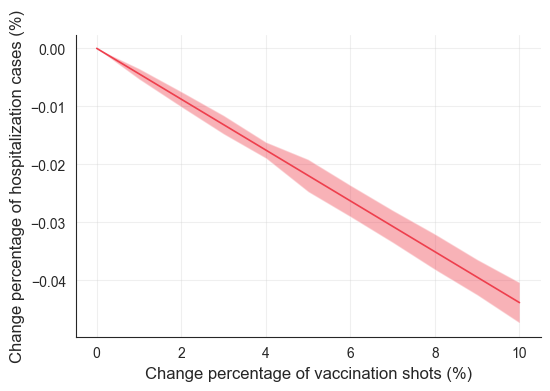 Change percentage of hospitalization cases (%)
0.00
−0.01
−0.02
−0.03
−0.04
0 2 4 6 8 10
Change percentage of vaccination shots (%)